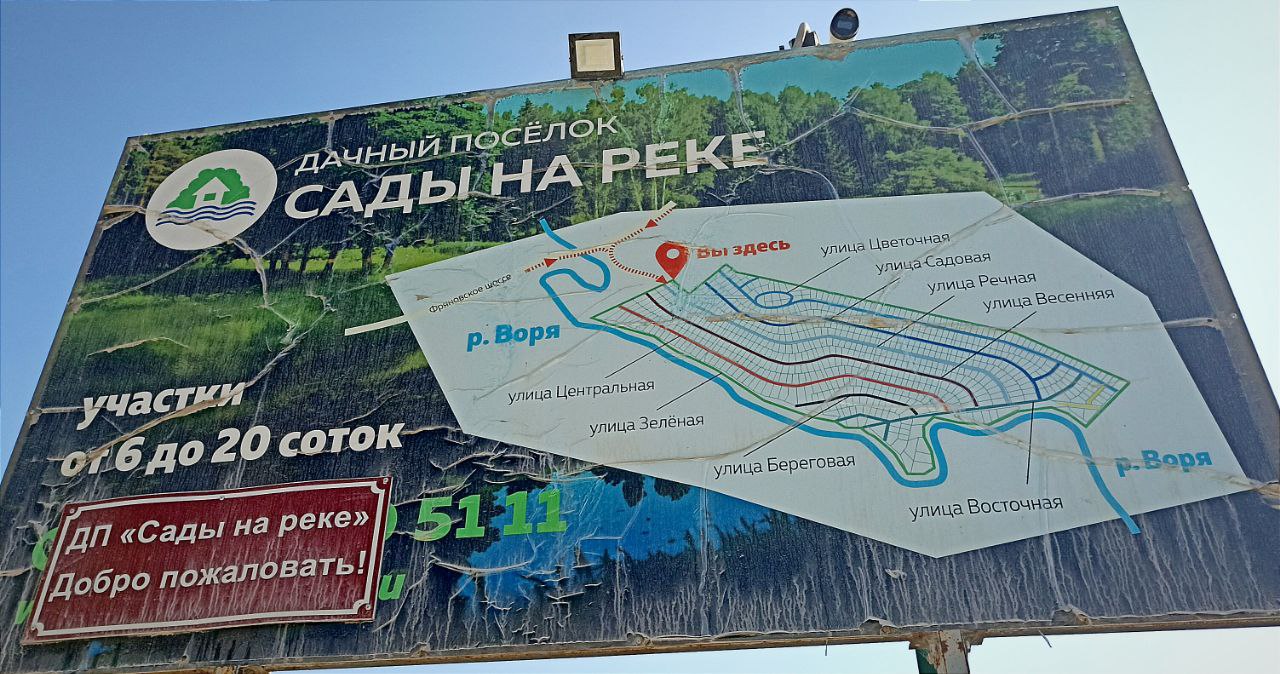 ДАЧНЫЙ ПОСЁЛОК
САДЫ НА РЕКЕ
Вы здесь
Фряновское шоссе
р. Воря
улица Цветочная
улица Садовая
улица Речная
улица Весенняя
улица Центральная
улица Зелёная
улица Береговая
улица Восточная
р. Воря
участки
от 6 до 20 соток
51 11
ДП «Сады на реке»
Добро пожаловать!